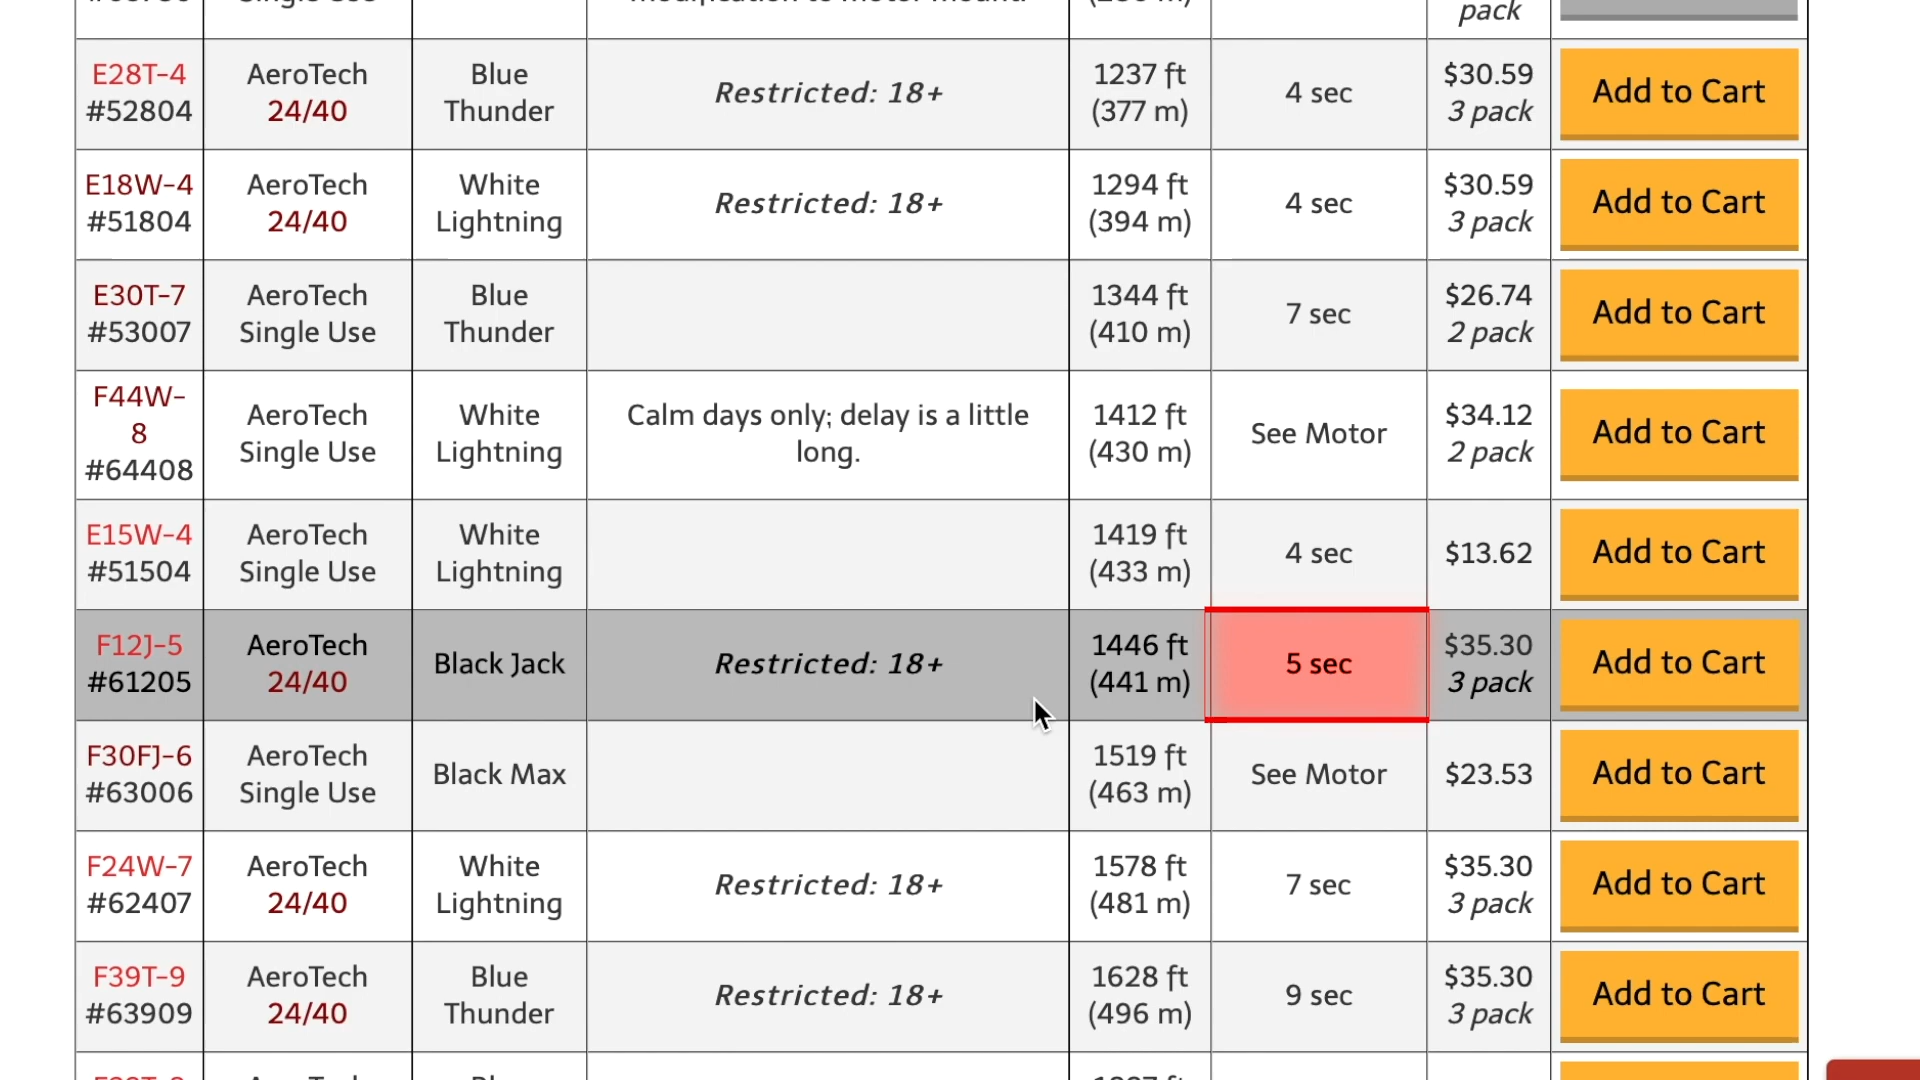 pack
E28T-4 AeroTech Blue 1237 ft $30.59
#52804 24/40 Thunder Restricted: 18+ (377 m) 4 sec 3 pack Add to Cart
E18W-4 AeroTech White 1294 ft $30.59
#51804 24/40 Lightning Restricted: 18+ (394 m) 4 sec 3 pack Add to Cart
E30T-7 AeroTech Blue 1344 ft $26.74
#53007 Single Use Thunder (410 m) 7 sec 2 pack Add to Cart
F44W-
8 AeroTech White Calm days only; delay is a little 1412 ft See Motor $34.12 Add to Cart
#64408 Single Use Lightning long. (430 m) 2 pack
E15W-4 AeroTech White 1419 ft
#51504 Single Use Lightning (433 m) 4 sec $13.62 Add to Cart
F12J-5 AeroTech 1446 ft $35.30
#61205 24/40 Black Jack Restricted: 18+ (441 m) 5 sec 3 pack Add to Cart
F30FJ-6 AeroTech 1519 ft
#63006 Single Use Black Max (463 m) See Motor $23.53 Add to Cart
F24W-7 AeroTech White 1578 ft $35.30
#62407 24/40 Lightning Restricted: 18+ (481 m) 7 sec 3 pack Add to Cart
F39T-9 AeroTech Blue 1628 ft $35.30
#63909 24/40 Thunder Restricted: 18+ (496 m) 9 sec 3 pack Add to Cart